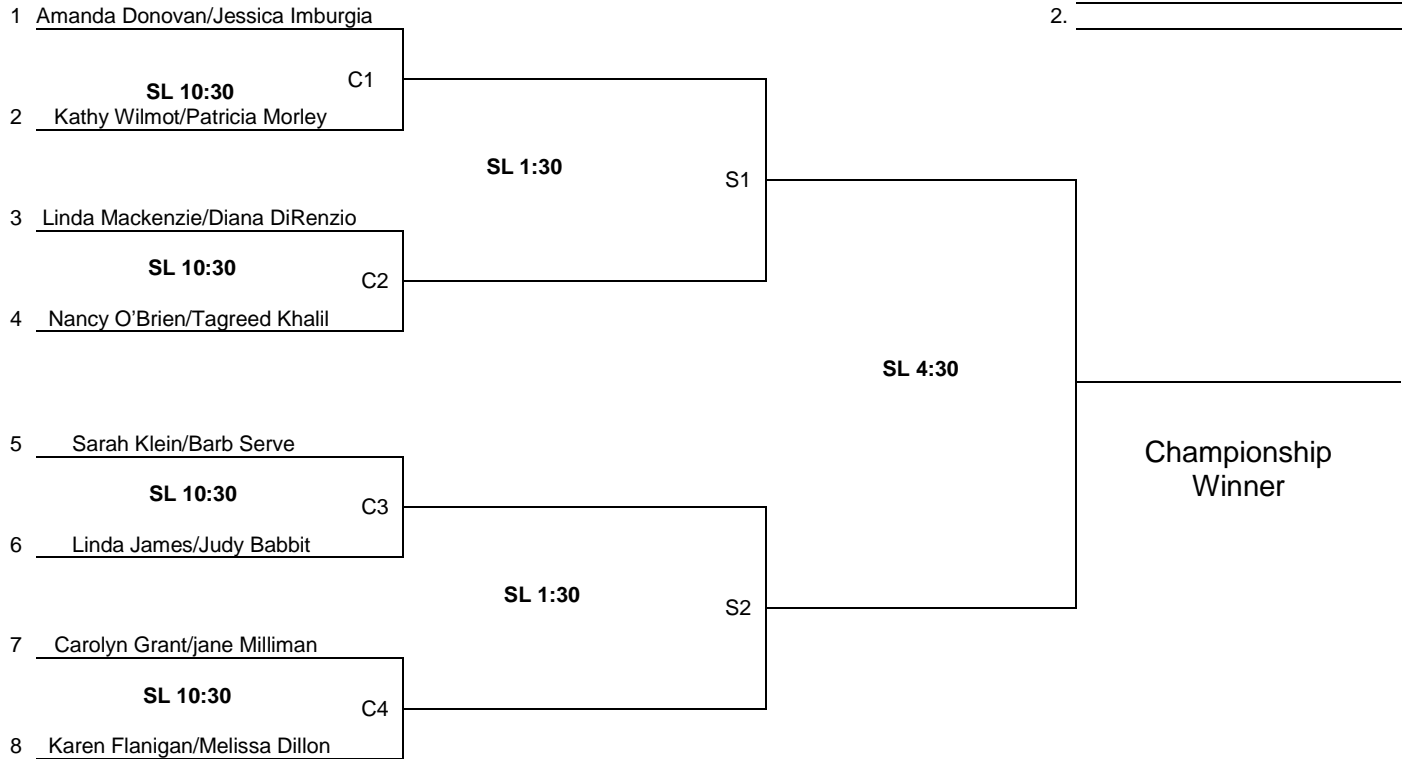 1 Amanda Donovan/Jessica Imburgia
2.
SL 10:30
C1
2 Kathy Wilmot/Patricia Morley
SL 1:30
S1
3 Linda Mackenzie/Diana DiRenzio
SL 10:30
C2
4 Nancy O’Brien/Tagreed Khalil
SL 4:30
5 Sarah Klein/Barb Serve
Championship
Winner
SL 10:30
C3
6 Linda James/Judy Babbit
SL 1:30
S2
7 Carolyn Grant/jane Milliman
SL 10:30
C4
8 Karen Flanigan/Melissa Dillon